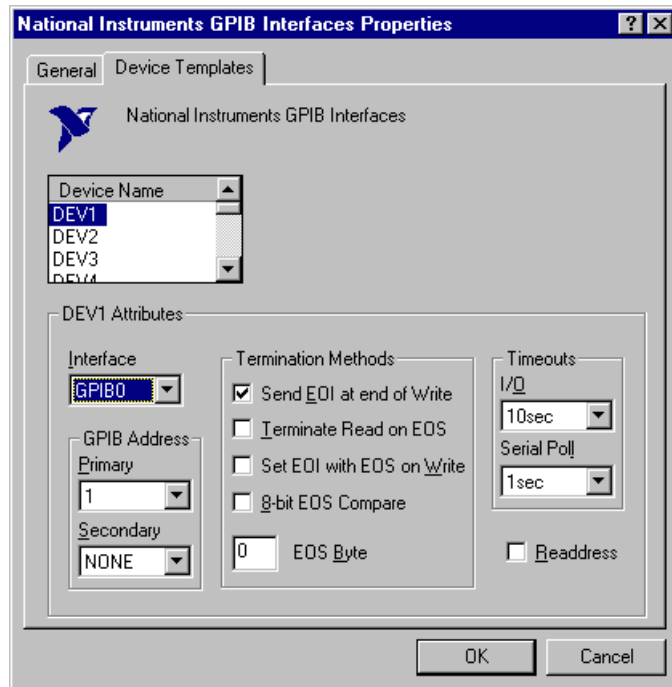 National Instruments GPIB Interfaces Properties
General
Device Templates
National Instruments GPIB Interfaces
Device Name
DEV1
DEV2
DEV3
DEV4
DEV1 Attributes
Interface
GPIB0
GPIB Address
Primary
1
Secondary
NONE
Termination Methods
Send EOI at end of Write
Terminate Read on EOS
Set EOI with EOS on Write
8-bit EOS Compare
0 EOS Byte
Timeouts
I/O
10sec
Serial Poll
1sec
Readdress
OK
Cancel